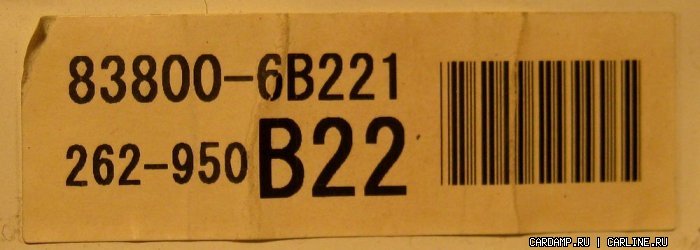 83800-6B221
262-950 B22
CARDAMP.RU | CARLINE.RU